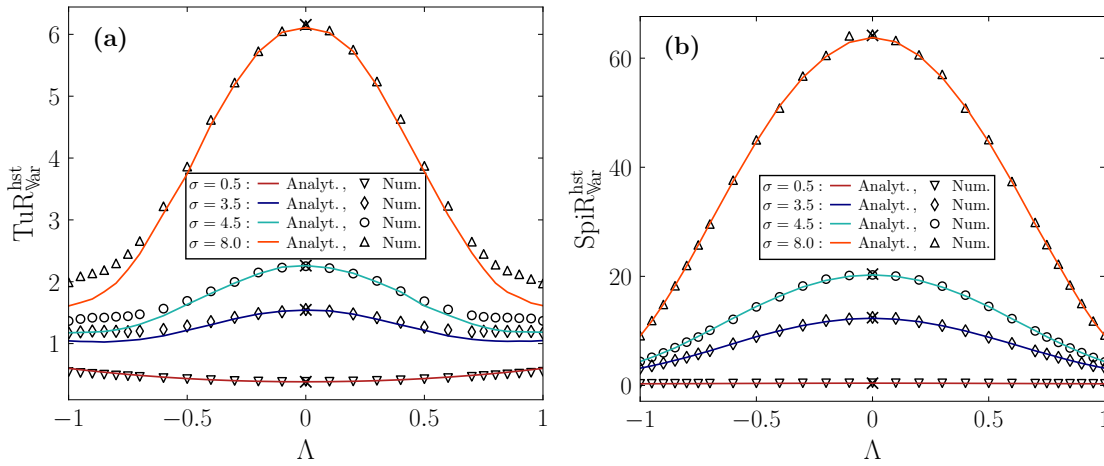 (a)
TuR^hst_Var
6
5
4
3
2
1
σ = 0.5 : Analyt. , Num.
σ = 3.5 : Analyt. , Num.
σ = 4.5 : Analyt. , Num.
σ = 8.0 : Analyt. , Num.
−1 −0.5 0 0.5 1
Λ
(b)
SpiR^hst_Var
60
40
20
0
σ = 0.5 : Analyt. , Num.
σ = 3.5 : Analyt. , Num.
σ = 4.5 : Analyt. , Num.
σ = 8.0 : Analyt. , Num.
−1 −0.5 0 0.5 1
Λ